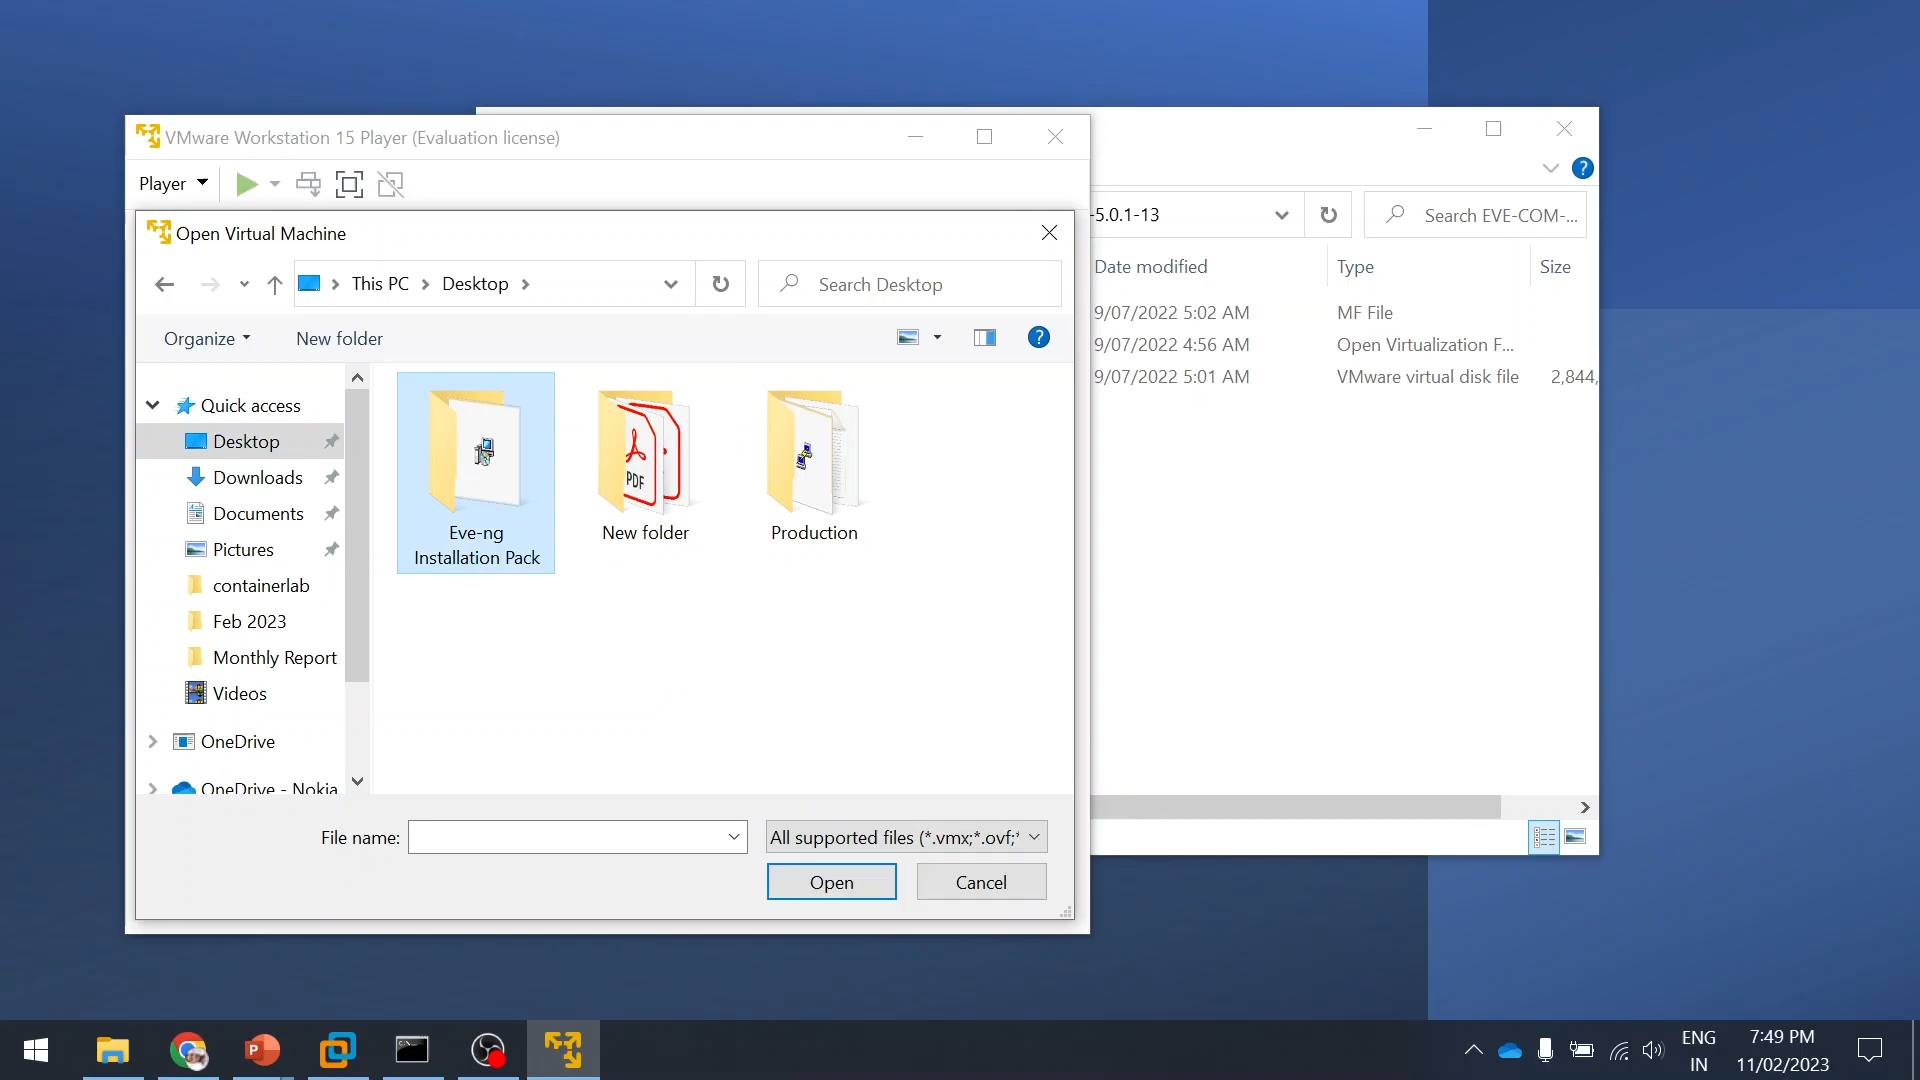 VMware Workstation 15 Player (Evaluation license)
Player
Open Virtual Machine
This PC
Desktop
Search Desktop
Organize
New folder
?
Quick access
Desktop
Downloads
Documents
Pictures
containerlab
Feb 2023
Monthly Report
Videos
OneDrive
OneDrive - Nokia
Eve-ng
Installation Pack
PDF
New folder
Production
File name:
All supported files (*.vmx;*.ovf;*
Open
Cancel
?
-5.0.1-13
Search EVE-COM-...
Date modified
Type
Size
9/07/2022 5:02 AM
MF File
9/07/2022 4:56 AM
Open Virtualization F...
9/07/2022 5:01 AM
VMware virtual disk file
2,844,
P
ENG
IN
7:49 PM
11/02/2023